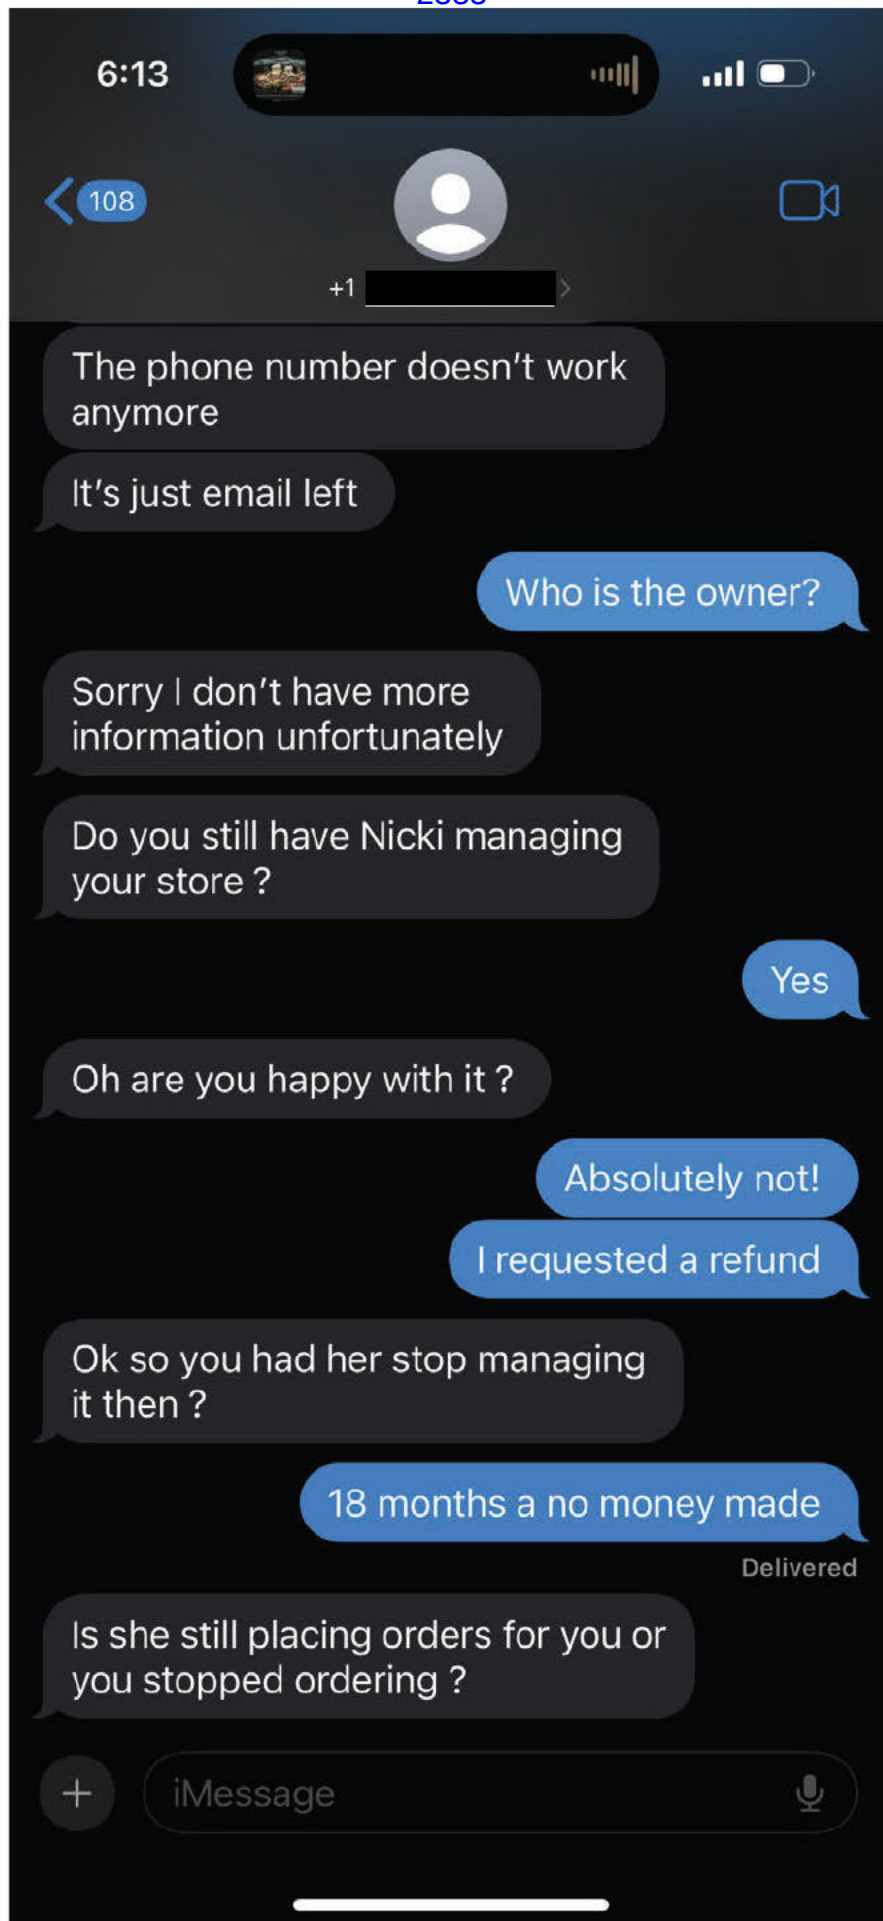 6:13
108
+1
The phone number doesn't work
anymore
It's just email left
Who is the owner?
Sorry I don't have more
information unfortunately
Do you still have Nicki managing
your store ?
Yes
Oh are you happy with it ?
Absolutely not!
I requested a refund
Ok so you had her stop managing
it then ?
18 months a no money made
Delivered
Is she still placing orders for you or
you stopped ordering ?
iMessage